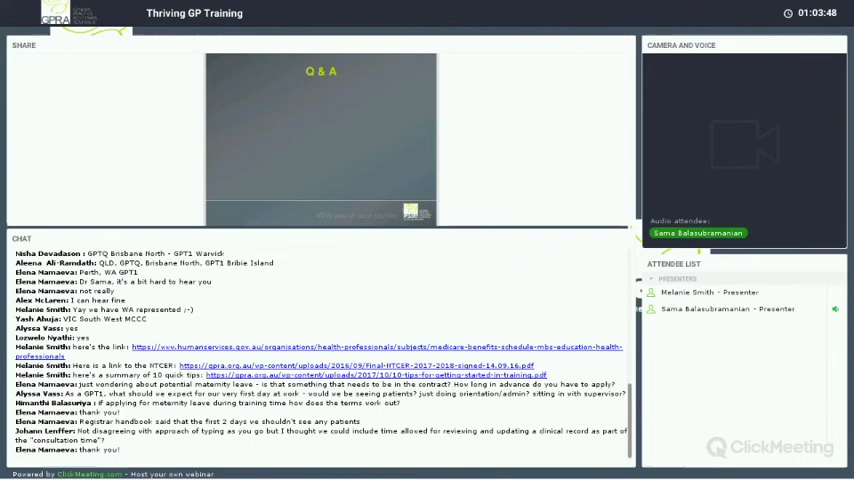 GPRA
Thriving GP Training
01:03:48
SHARE
CAMERA AND VOICE
Q & A
Audio attendee:
Sama Balasubramanian
CHAT
Nisha Devadason : GPTQ Brisbane North - GPT1 Warwick
Aleena Ali-Ramdath: QLD, GPTQ, Brisbane North, GPT1 Bribie Island
Elena Mamaeva: Perth, WA GPT1
Elena Mamaeva: Dr Sama, it's a bit hard to hear you
Elena Mamaeva: not really
Alex McLaren: I can hear fine
Melanie Smith: Yay we have WA represented ;-)
Yash Ahuja: VIC South West MCCC
Alyssa Vass: yes
Lozwelo Nyathi: yes
Melanie Smith: here's the link: https://www.humanservices.gov.au/organisations/health-professionals/subjects/medicare-benefits-schedule-mbs-education-health-
professionals
Melanie Smith: Here is a link to the NTCER: https://gpra.org.au/wp-content/uploads/2016/09/Final-NTCER-2017-2018-signed-14.09.16.pdf
Melanie Smith: here's a summary of 10 quick tips: https://gpra.org.au/wp-content/uploads/2017/10/10-tips-for-getting-started-in-training.pdf
Elena Mamaeva: Just wondering about potential maternity leave - is that something that needs to be in the contract? How long in advance do you have to apply?
Alyssa Vass: As a GPT1, what should we expect for our very first day at work - would we be seeing patients? just doing orientation/admin? sitting in with supervisor?
Himanthi Balasuriya : if applying for meternity leave during training time how does the terms work out?
Elena Mamaeva: thank you!
Elena Mamaeva: Registrar handbook said that the first 2 days we shouldn't see any patients
Johann Lenffer: Not disagreeing with approach of typing as you go but I thought we could include time allowed for reviewing and updating a clinical record as part of
the "consultation time"?
Elena Mamaeva: thank you!
ATTENDEE LIST
PRESENTERS
Melanie Smith - Presenter
Sama Balasubramanian - Presenter
ClickMeeting
Powered by ClickMeeting.com - Host your own webinar